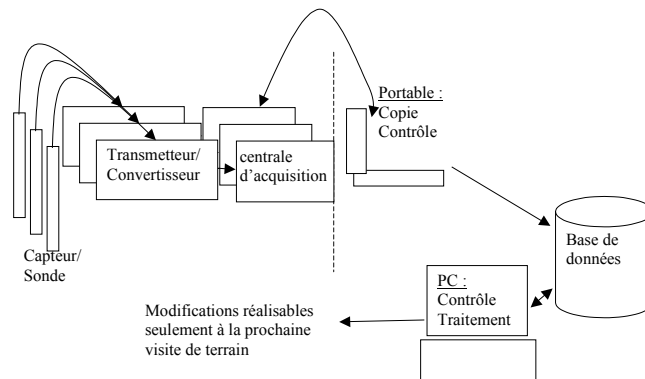 Portable :
Copie
Contrôle
Transmetteur/
Convertisseur
centrale
d'acquisition
Capteur/
Sonde
Base de
données
PC :
Contrôle
Traitement
Modifications réalisables
seulement à la prochaine
visite de terrain